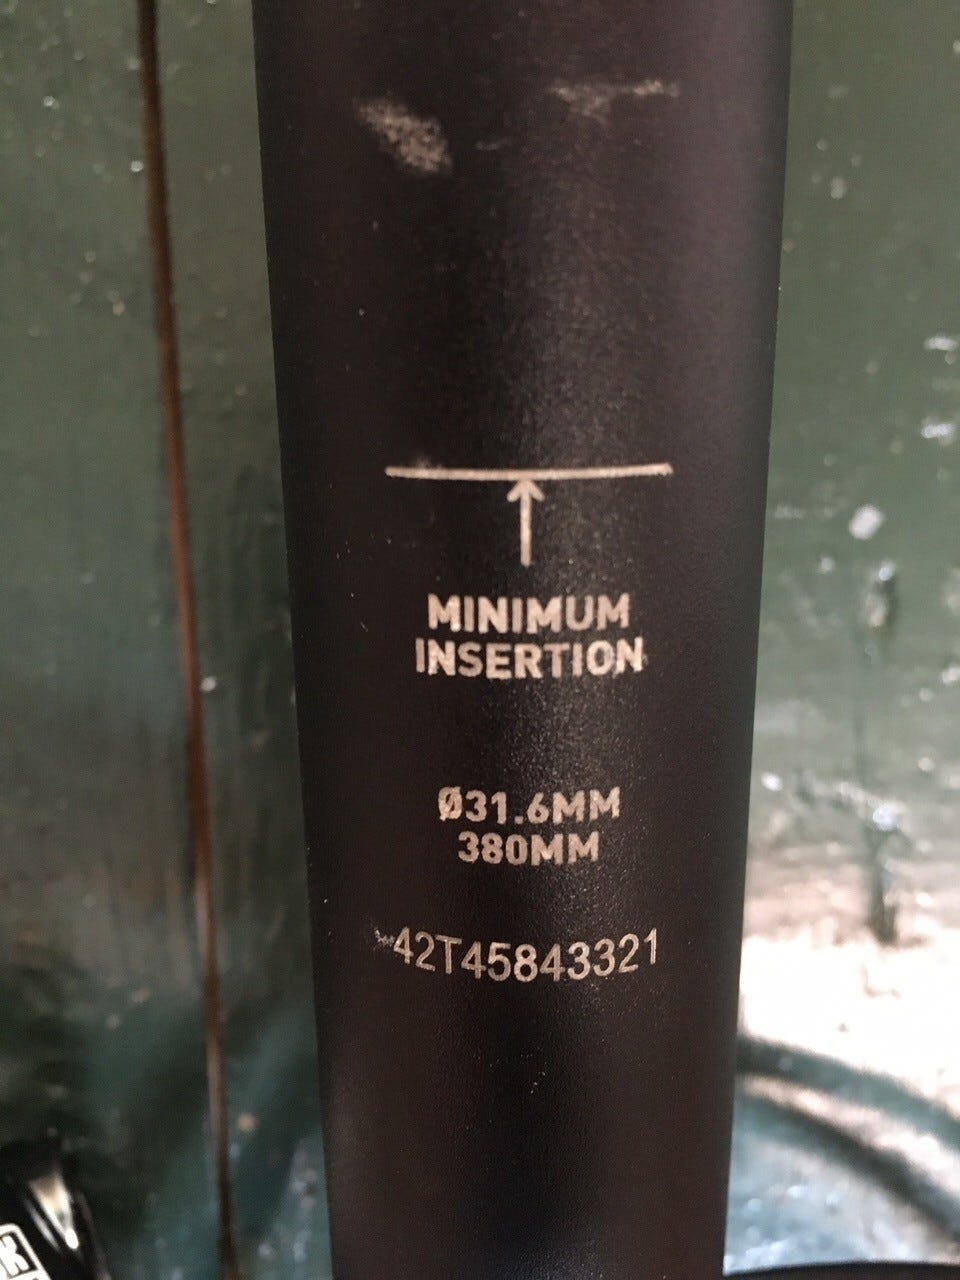 MINIMUM
INSERTION
Ø31.6MM
380MM
42T45843321
K